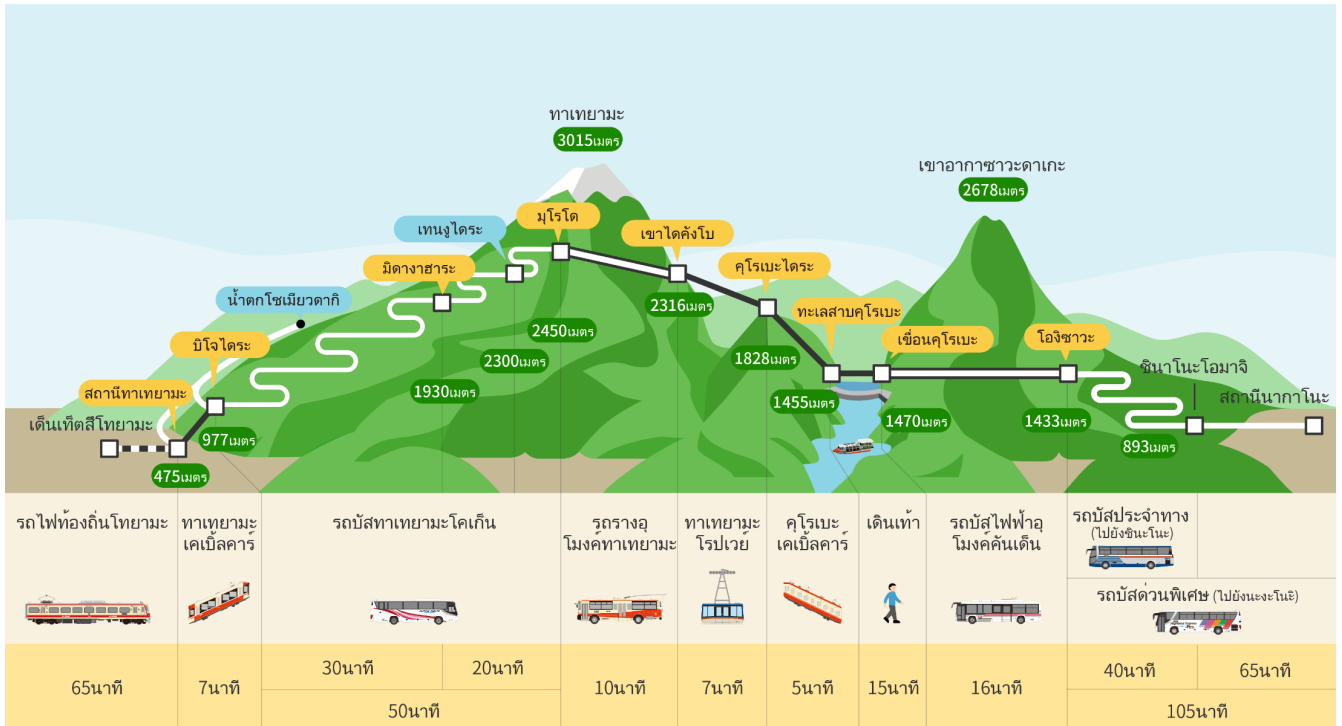 ทาเทยามะ
3015เมตร
เขาอากาซาวะดาเกะ
2678เมตร
มุโรโด
เทนงูไดระ
เขาไดคังโบ
มิดางาฮาระ
คุโรเบะไดระ
น้ำตกโชเมียวดากิ
2316เมตร
ทะเลสาบคุโรเบะ
2450เมตร
บิโจไดระ
เขื่อนคุโรเบะ
โองิซาวะ
2300เมตร
1828เมตร
ชินาโนะโอมาจิ
สถานีทาเทยามะ
1930เมตร
สถานีนากาโนะ
1455เมตร
เด็นเท็ตสึโทยามะ
1470เมตร
1433เมตร
977เมตร
893เมตร
475เมตร
รถไฟท้องถิ่นโทยามะ
ทาเทยามะ
เคเบิ้ลคาร์
รถบัสทาเทยามะโคเก็น
รถรางอุ
โมงค์ทาเทยามะ
ทาเทยามะ
โรปเวย์
คุโรเบะ
เคเบิ้ลคาร์
เดินเท้า
รถบัสไฟฟ้าอุ
โมงค์คันเด็น
รถบัสประจำทาง
(ไปยังชินะโนะ)
รถบัสด่วนพิเศษ (ไปยังนะงะโนะ)
65นาที
7นาที
30นาที
20นาที
50นาที
10นาที
7นาที
5นาที
15นาที
16นาที
40นาที
65นาที
105นาที